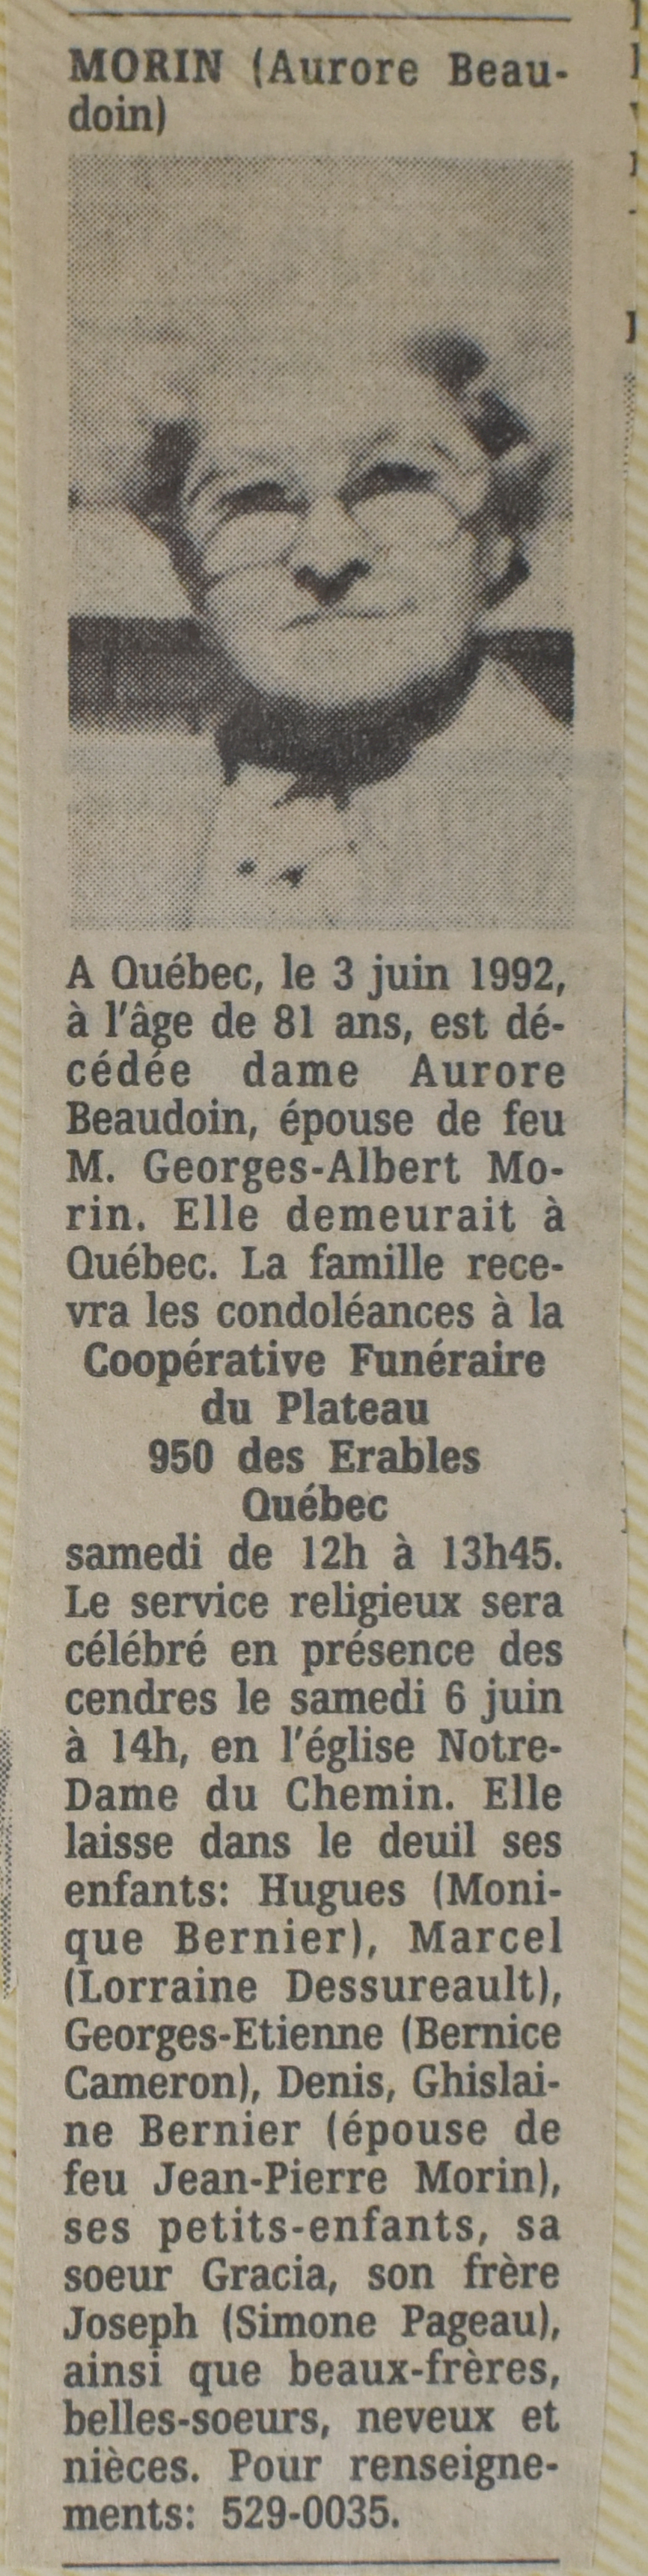 MORIN (Aurore Beau-
doin)
A Québec, le 3 juin 1992,
à l'âge de 81 ans, est dé-
cédée dame Aurore
Beaudoin, épouse de feu
M. Georges-Albert Mo-
rin. Elle demeurait à
Québec. La famille rece-
vra les condoléances à la
Coopérative Funéraire
du Plateau
950 des Erables
Québec
samedi de 12h à 13h45.
Le service religieux sera
célébré en présence des
cendres le samedi 6 juin
à 14h, en l'église Notre-
Dame du Chemin. Elle
laisse dans le deuil ses
enfants: Hugues (Moni-
que Bernier), Marcel
(Lorraine Dessureault),
Georges-Etienne (Bernice
Cameron), Denis, Ghislai-
ne Bernier (épouse de
feu Jean-Pierre Morin),
ses petits-enfants, sa
soeur Gracia, son frère
Joseph (Simone Pageau),
ainsi que beaux-frères,
belles-soeurs, neveux et
nièces. Pour renseigne-
ments: 529-0035.